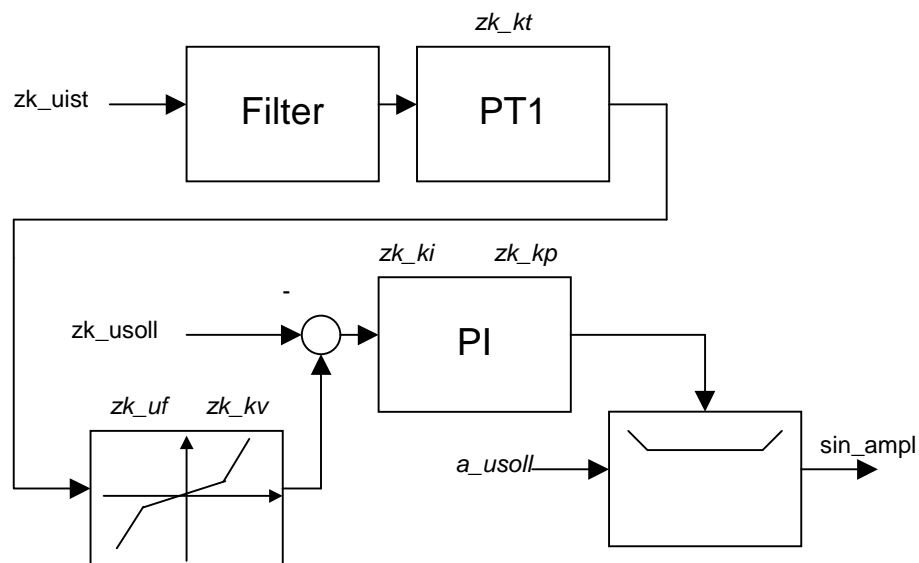 zk_kt
zk_uist
Filter
PT1
zk_ki
zk_kp
-
zk_usoll
PI
zk_uf
zk_kv
a_usoll
sin_ampl